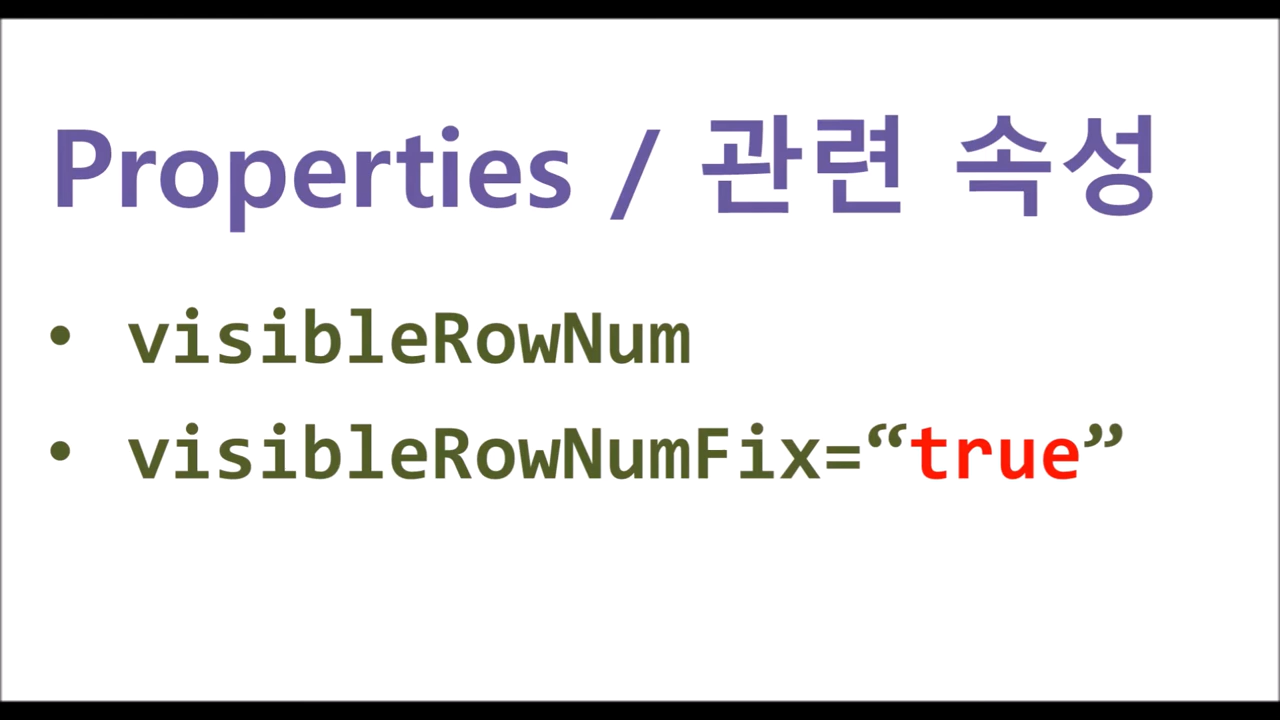 Properties / 관련 속성
• visibleRowNum
• visibleRowNumFix=“true”